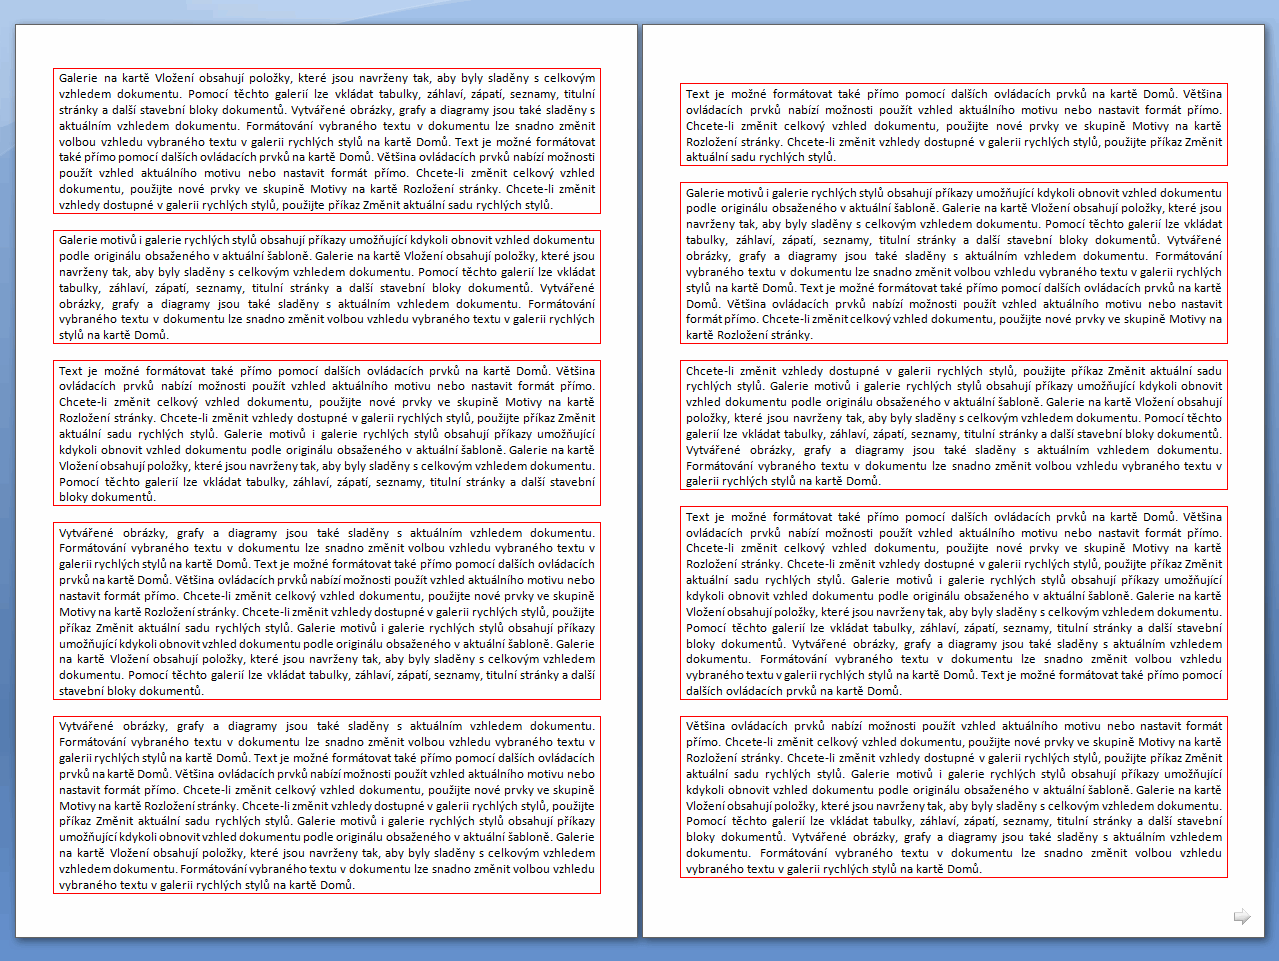 Galerie na kartě Vložení obsahují položky, které jsou navrženy tak, aby byly sladěny s celkovým
vzhledem dokumentu. Pomocí těchto galerií lze vkládat tabulky, záhlaví, zápatí, seznamy, titulní
stránky a další stavební bloky dokumentů. Vytvářené obrázky, grafy a diagramy jsou také sladěny s
aktuálním vzhledem dokumentu. Formátování vybraného textu v dokumentu lze snadno změnit
volbou vzhledu vybraného textu v galerii rychlých stylů na kartě Domů. Text je možné formátovat
také přímo pomocí dalších ovládacích prvků na kartě Domů. Většina ovládacích prvků nabízí možnosti
použít vzhled aktuálního motivu nebo nastavit formát přímo. Chcete-li změnit celkový vzhled
dokumentu, použijte nové prvky ve skupině Motivy na kartě Rozložení stránky. Chcete-li změnit
vzhledy dostupné v galerii rychlých stylů, použijte příkaz Změnit aktuální sadu rychlých stylů.
Galerie motivů i galerie rychlých stylů obsahují příkazy umožňující kdykoli obnovit vzhled dokumentu
podle originálu obsaženého v aktuální šabloně. Galerie na kartě Vložení obsahují položky, které jsou
navrženy tak, aby byly sladěny s celkovým vzhledem dokumentu. Pomocí těchto galerií lze vkládat
tabulky, záhlaví, zápatí, seznamy, titulní stránky a další stavební bloky dokumentů. Vytvářené
obrázky, grafy a diagramy jsou také sladěny s aktuálním vzhledem dokumentu. Formátování
vybraného textu v dokumentu lze snadno změnit volbou vzhledu vybraného textu v galerii rychlých
stylů na kartě Domů.
Text je možné formátovat také přímo pomocí dalších ovládacích prvků na kartě Domů. Většina
ovládacích prvků nabízí možnosti použít vzhled aktuálního motivu nebo nastavit formát přímo.
Chcete-li změnit celkový vzhled dokumentu, použijte nové prvky ve skupině Motivy na kartě
Rozložení stránky. Chcete-li změnit vzhledy dostupné v galerii rychlých stylů, použijte příkaz Změnit
aktuální sadu rychlých stylů. Galerie motivů i galerie rychlých stylů obsahují příkazy umožňující
kdykoli obnovit vzhled dokumentu podle originálu obsaženého v aktuální šabloně. Galerie na kartě
Vložení obsahují položky, které jsou navrženy tak, aby byly sladěny s celkovým vzhledem dokumentu.
Pomocí těchto galerií lze vkládat tabulky, záhlaví, zápatí, seznamy, titulní stránky a další stavební
bloky dokumentů.
Vytvářené obrázky, grafy a diagramy jsou také sladěny s aktuálním vzhledem dokumentu.
Formátování vybraného textu v dokumentu lze snadno změnit volbou vzhledu vybraného textu v
galerii rychlých stylů na kartě Domů. Text je možné formátovat také přímo pomocí dalších ovládacích
prvků na kartě Domů. Většina ovládacích prvků nabízí možnosti použít vzhled aktuálního motivu nebo
nastavit formát přímo. Chcete-li změnit celkový vzhled dokumentu, použijte nové prvky ve skupině
Motivy na kartě Rozložení stránky. Chcete-li změnit vzhledy dostupné v galerii rychlých stylů, použijte
příkaz Změnit aktuální sadu rychlých stylů. Galerie motivů i galerie rychlých stylů obsahují příkazy
umožňující kdykoli obnovit vzhled dokumentu podle originálu obsaženého v aktuální šabloně. Galerie
na kartě Vložení obsahují položky, které jsou navrženy tak, aby byly sladěny s celkovým vzhledem
dokumentu. Pomocí těchto galerií lze vkládat tabulky, záhlaví, zápatí, seznamy, titulní stránky a další
stavební bloky dokumentů.
Vytvářené obrázky, grafy a diagramy jsou také sladěny s aktuálním vzhledem dokumentu.
Formátování vybraného textu v dokumentu lze snadno změnit volbou vzhledu vybraného textu v
galerii rychlých stylů na kartě Domů. Text je možné formátovat také přímo pomocí dalších ovládacích
prvků na kartě Domů. Většina ovládacích prvků nabízí možnosti použít vzhled aktuálního motivu nebo
nastavit formát přímo. Chcete-li změnit celkový vzhled dokumentu, použijte nové prvky ve skupině
Motivy na kartě Rozložení stránky. Chcete-li změnit vzhledy dostupné v galerii rychlých stylů, použijte
příkaz Změnit aktuální sadu rychlých stylů. Galerie motivů i galerie rychlých stylů obsahují příkazy
umožňující kdykoli obnovit vzhled dokumentu podle originálu obsaženého v aktuální šabloně. Galerie
na kartě Vložení obsahují položky, které jsou navrženy tak, aby byly sladěny s celkovým vzhledem
vzhledem dokumentu. Formátování vybraného textu v dokumentu lze snadno změnit volbou vzhledu
vybraného textu v galerii rychlých stylů na kartě Domů.
Text je možné formátovat také přímo pomocí dalších ovládacích prvků na kartě Domů. Většina
ovládacích prvků nabízí možnosti použít vzhled aktuálního motivu nebo nastavit formát přímo.
Chcete-li změnit celkový vzhled dokumentu, použijte nové prvky ve skupině Motivy na kartě
Rozložení stránky. Chcete-li změnit vzhledy dostupné v galerii rychlých stylů, použijte příkaz Změnit
aktuální sadu rychlých stylů.
Galerie motivů i galerie rychlých stylů obsahují příkazy umožňující kdykoli obnovit vzhled dokumentu
podle originálu obsaženého v aktuální šabloně. Galerie na kartě Vložení obsahují položky, které jsou
navrženy tak, aby byly sladěny s celkovým vzhledem dokumentu. Pomocí těchto galerií lze vkládat
tabulky, záhlaví, zápatí, seznamy, titulní stránky a další stavební bloky dokumentů. Vytvářené
obrázky, grafy a diagramy jsou také sladěny s aktuálním vzhledem dokumentu. Formátování
vybraného textu v dokumentu lze snadno změnit volbou vzhledu vybraného textu v galerii rychlých
stylů na kartě Domů. Text je možné formátovat také přímo pomocí dalších ovládacích prvků na kartě
Domů. Většina ovládacích prvků nabízí možnosti použít vzhled aktuálního motivu nebo nastavit
formát přímo. Chcete-li změnit celkový vzhled dokumentu, použijte nové prvky ve skupině Motivy na
kartě Rozložení stránky.
Chcete-li změnit vzhledy dostupné v galerii rychlých stylů, použijte příkaz Změnit aktuální sadu
rychlých stylů. Galerie motivů i galerie rychlých stylů obsahují příkazy umožňující kdykoli obnovit
vzhled dokumentu podle originálu obsaženého v aktuální šabloně. Galerie na kartě Vložení obsahují
položky, které jsou navrženy tak, aby byly sladěny s celkovým vzhledem dokumentu. Pomocí těchto
galerií lze vkládat tabulky, záhlaví, zápatí, seznamy, titulní stránky a další stavební bloky dokumentů.
Vytvářené obrázky, grafy a diagramy jsou také sladěny s aktuálním vzhledem dokumentu.
Formátování vybraného textu v dokumentu lze snadno změnit volbou vzhledu vybraného textu v
galerii rychlých stylů na kartě Domů.
Text je možné formátovat také přímo pomocí dalších ovládacích prvků na kartě Domů. Většina
ovládacích prvků nabízí možnosti použít vzhled aktuálního motivu nebo nastavit formát přímo.
Chcete-li změnit celkový vzhled dokumentu, použijte nové prvky ve skupině Motivy na kartě
Rozložení stránky. Chcete-li změnit vzhledy dostupné v galerii rychlých stylů, použijte příkaz Změnit
aktuální sadu rychlých stylů. Galerie motivů i galerie rychlých stylů obsahují příkazy umožňující
kdykoli obnovit vzhled dokumentu podle originálu obsaženého v aktuální šabloně. Galerie na kartě
Vložení obsahují položky, které jsou navrženy tak, aby byly sladěny s celkovým vzhledem dokumentu.
Pomocí těchto galerií lze vkládat tabulky, záhlaví, zápatí, seznamy, titulní stránky a další stavební
bloky dokumentů. Vytvářené obrázky, grafy a diagramy jsou také sladěny s aktuálním vzhledem
dokumentu. Formátování vybraného textu v dokumentu lze snadno změnit volbou vzhledu
vybraného textu v galerii rychlých stylů na kartě Domů. Text je možné formátovat také přímo pomocí
dalších ovládacích prvků na kartě Domů.
Většina ovládacích prvků nabízí možnosti použít vzhled aktuálního motivu nebo nastavit formát
přímo. Chcete-li změnit celkový vzhled dokumentu, použijte nové prvky ve skupině Motivy na kartě
Rozložení stránky. Chcete-li změnit vzhledy dostupné v galerii rychlých stylů, použijte příkaz Změnit
aktuální sadu rychlých stylů. Galerie motivů i galerie rychlých stylů obsahují příkazy umožňující
kdykoli obnovit vzhled dokumentu podle originálu obsaženého v aktuální šabloně. Galerie na kartě
Vložení obsahují položky, které jsou navrženy tak, aby byly sladěny s celkovým vzhledem dokumentu.
Pomocí těchto galerií lze vkládat tabulky, záhlaví, zápatí, seznamy, titulní stránky a další stavební
bloky dokumentů. Vytvářené obrázky, grafy a diagramy jsou také sladěny s aktuálním vzhledem
dokumentu. Formátování vybraného textu v dokumentu lze snadno změnit volbou vzhledu
vybraného textu v galerii rychlých stylů na kartě Domů.